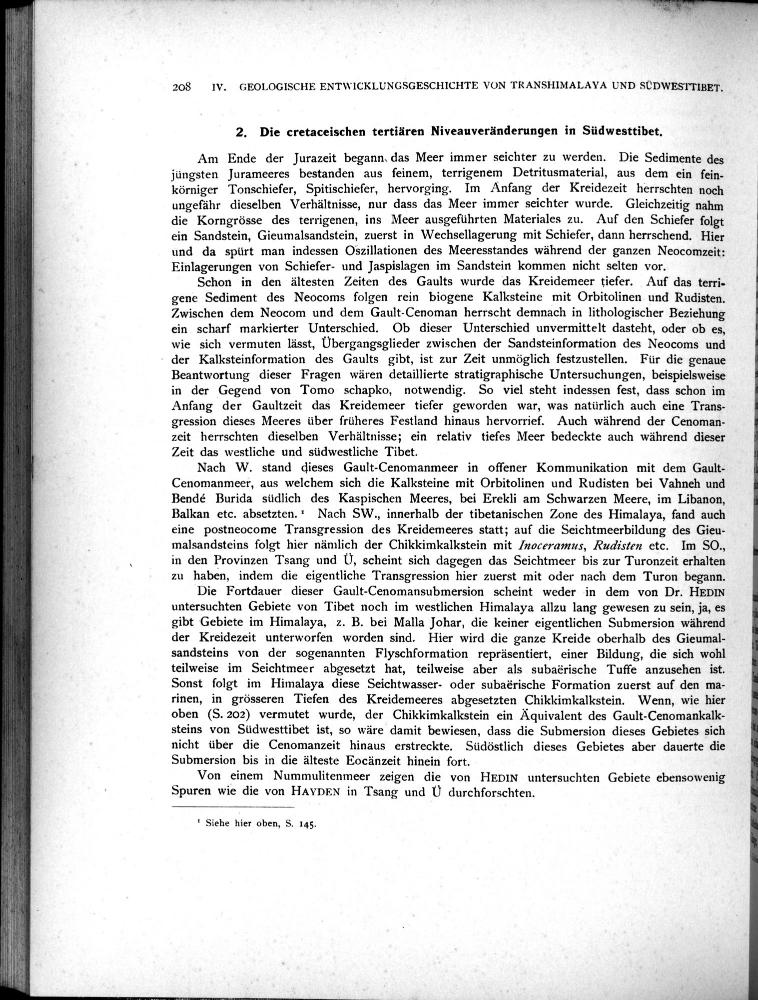 208 IV. GEOLOGISCHE ENTWICKLUNGSGESCHICHTE VON TRANSHIMALAYA UND SÜDWESTTIBET.
2. Die cretaceischen tertiären Niveauveränderungen in Südwesttibet.
Am Ende der Jurazeit begann das Meer immer seichter zu werden. Die Sedimente des
jüngsten Jurameeres bestanden aus feinem, terrigenem Detritusmaterial, aus dem ein fein-
körniger Tonschiefer, Spitischiefer, hervorging. Im Anfang der Kreidezeit herrschten noch
ungefähr dieselben Verhältnisse, nur dass das Meer immer seichter wurde. Gleichzeitig nahm
die Korngrösse des terrigenen, ins Meer ausgeführten Materiales zu. Auf den Schiefer folgt
ein Sandstein, Gieumalsandstein, zuerst in Wechsellagerung mit Schiefer, dann herrschend. Hier
und da spürt man indessen Oszillationen des Meeresstandes während der ganzen Neocomzeit:
Einlagerungen von Schiefer- und Jaspislagen im Sandstein kommen nicht selten vor.
Schon in den ältesten Zeiten des Gaults wurde das Kreidemeer tiefer. Auf das terri-
gene Sediment des Neocoms folgen rein biogene Kalksteine mit Orbitolinen und Rudisten.
Zwischen dem Neocom und dem Gault-Cenoman herrscht demnach in lithologischer Beziehung
ein scharf markierter Unterschied. Ob dieser Unterschied unvermittelt dasteht, oder ob es,
wie sich vermuten lässt, Übergangsglieder zwischen der Sandsteinformation des Neocoms und
der Kalksteinformation des Gaults gibt, ist zur Zeit unmöglich festzustellen. Für die genaue
Beantwortung dieser Fragen wären detaillierte stratigraphische Untersuchungen, beispielsweise
in der Gegend von Tomo schapko, notwendig. So viel steht indessen fest, dass schon im
Anfang der Gaultzeit das Kreidemeer tiefer geworden war, was natürlich auch eine Trans-
gression dieses Meeres über früheres Festland hinaus hervorrief. Auch während der Cenoman-
zeit herrschten dieselben Verhältnisse; ein relativ tiefes Meer bedeckte auch während dieser
Zeit das westliche und südwestliche Tibet.
Nach W. stand dieses Gault-Cenomanmeer in offener Kommunikation mit dem Gault-
Cenomanmeer, aus welchem sich die Kalksteine mit Orbitolinen und Rudisten bei Vahneh und
Bendé Burida südlich des Kaspischen Meeres, bei Erekli am Schwarzen Meere, im Libanon,
Balkan etc. absetzten.¹ Nach SW., innerhalb der tibetanischen Zone des Himalaya, fand auch
eine postneocome Transgression des Kreidemeeres statt; auf die Seichtmeerbildung des Gieu-
malsandsteins folgt hier nämlich der Chikkimkalkstein mit Inoceramus, Rudisten etc. Im SO.,
in den Provinzen Tsang und Ü, scheint sich dagegen das Seichtmeer bis zur Turonzeit erhalten
zu haben, indem die eigentliche Transgression hier zuerst mit oder nach dem Turon begann.
Die Fortdauer dieser Gault-Cenomansubmersion scheint weder in dem von Dr. HEDIN
untersuchten Gebiete von Tibet noch im westlichen Himalaya allzu lang gewesen zu sein, ja, es
gibt Gebiete im Himalaya, z. B. bei Malla Johar, die keiner eigentlichen Submersion während
der Kreidezeit unterworfen worden sind. Hier wird die ganze Kreide oberhalb des Gieumal-
sandsteins von der sogenannten Flyschformation repräsentiert, einer Bildung, die sich wohl
teilweise im Seichtmeer abgesetzt hat, teilweise aber als subaërische Tuffe anzusehen ist.
Sonst folgt im Himalaya diese Seichtwasser- oder subaërische Formation zuerst auf den ma-
rinen, in grösseren Tiefen des Kreidemeeres abgesetzten Chikkimkalkstein. Wenn, wie hier
oben (S. 202) vermutet wurde, der Chikkimkalkstein ein Äquivalent des Gault-Cenomankalk-
steins von Südwesttibet ist, so wäre damit bewiesen, dass die Submersion dieses Gebietes sich
nicht über die Cenomanzeit hinaus erstreckte. Südöstlich dieses Gebietes aber dauerte die
Submersion bis in die älteste Eocänzeit hinein fort.
Von einem Nummulitenmeer zeigen die von HEDIN untersuchten Gebiete ebensowenig
Spuren wie die von HAYDEN in Tsang und Ü durchforschten.
¹ Siehe hier oben, S. 145.